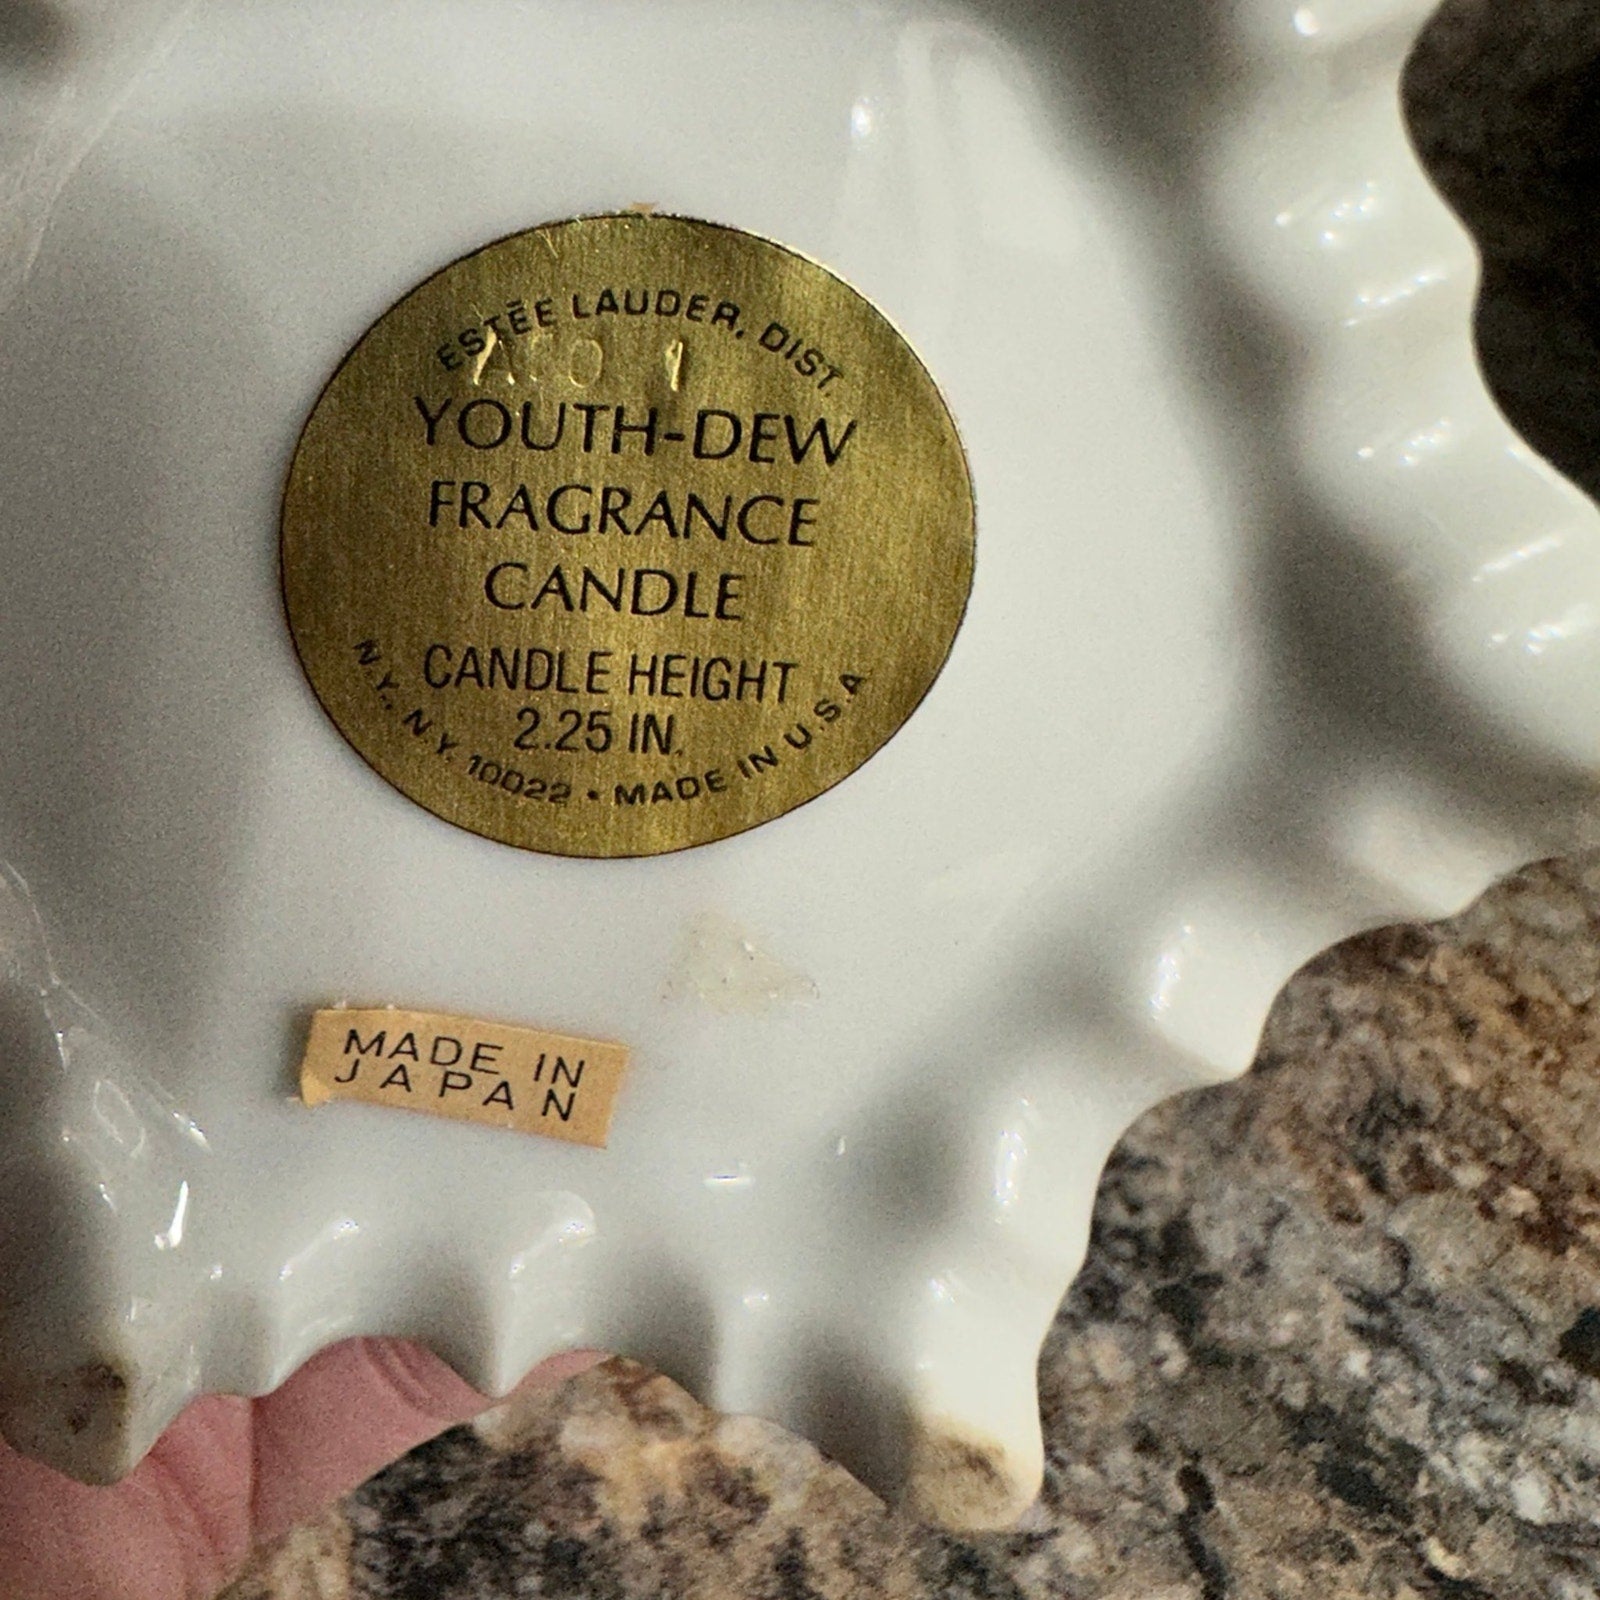 ESTĒE LAUDER, DIST.
YOUTH-DEW
FRAGRANCE
CANDLE
CANDLE HEIGHT
2.25 IN.
N.Y., N.Y. 10022 • MADE IN U.S.A.
MADE IN
JAPAN